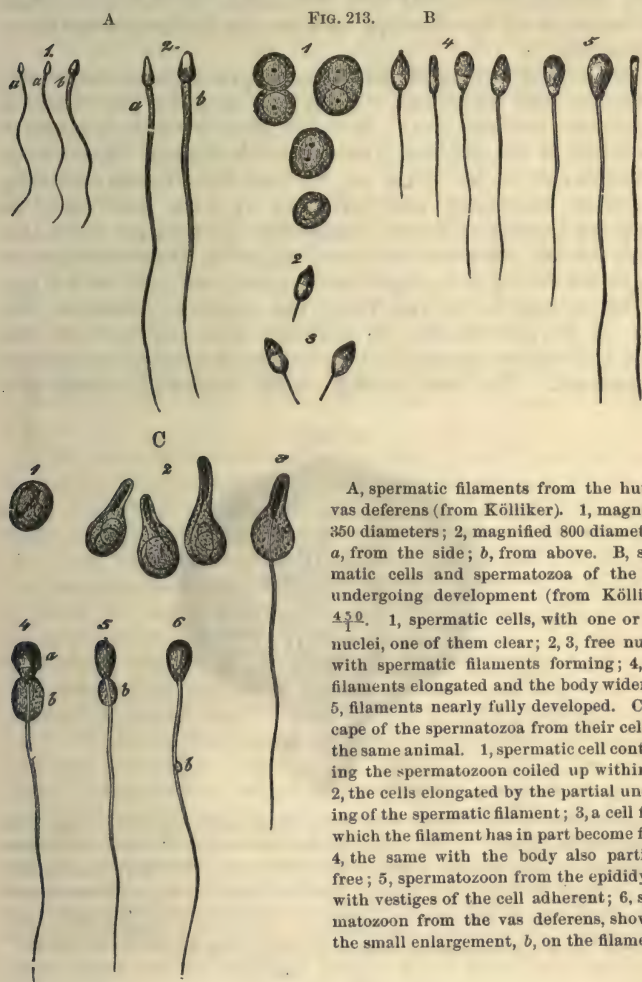 A FIG. 213. B
1. 2. 1 4 5
a a b
a b
2
3
C
1 2 3
4 5 6
a
b b
b
A, spermatic filaments from the hu
vas deferens (from Kölliker). 1, magn
350 diameters; 2, magnified 800 diamet
a, from the side; b, from above. B, s
matic cells and spermatozoa of the
undergoing development (from Kölli
450/1. 1, spermatic cells, with one or
nuclei, one of them clear; 2, 3, free nu
with spermatic filaments forming; 4,
filaments elongated and the body wider
5, filaments nearly fully developed. C
cape of the spermatozoa from their cel
the same animal. 1, spermatic cell cont
ing the spermatozoon coiled up within
2, the cells elongated by the partial un
ing of the spermatic filament; 3, a cell f
which the filament has in part become f
4, the same with the body also parti
free; 5, spermatozoon from the epididy
with vestiges of the cell adherent; 6, s
matozoon from the vas deferens, show
the small enlargement, b, on the filame